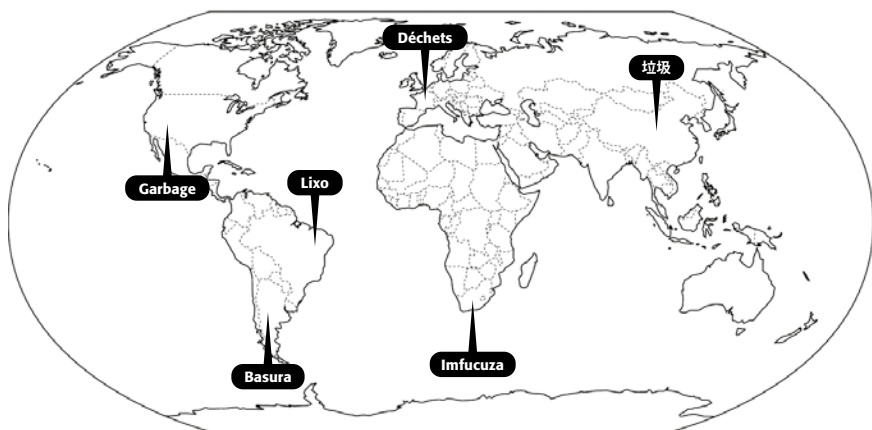 Déchets
垃圾
Garbage
Lixo
Basura
Imfucuza